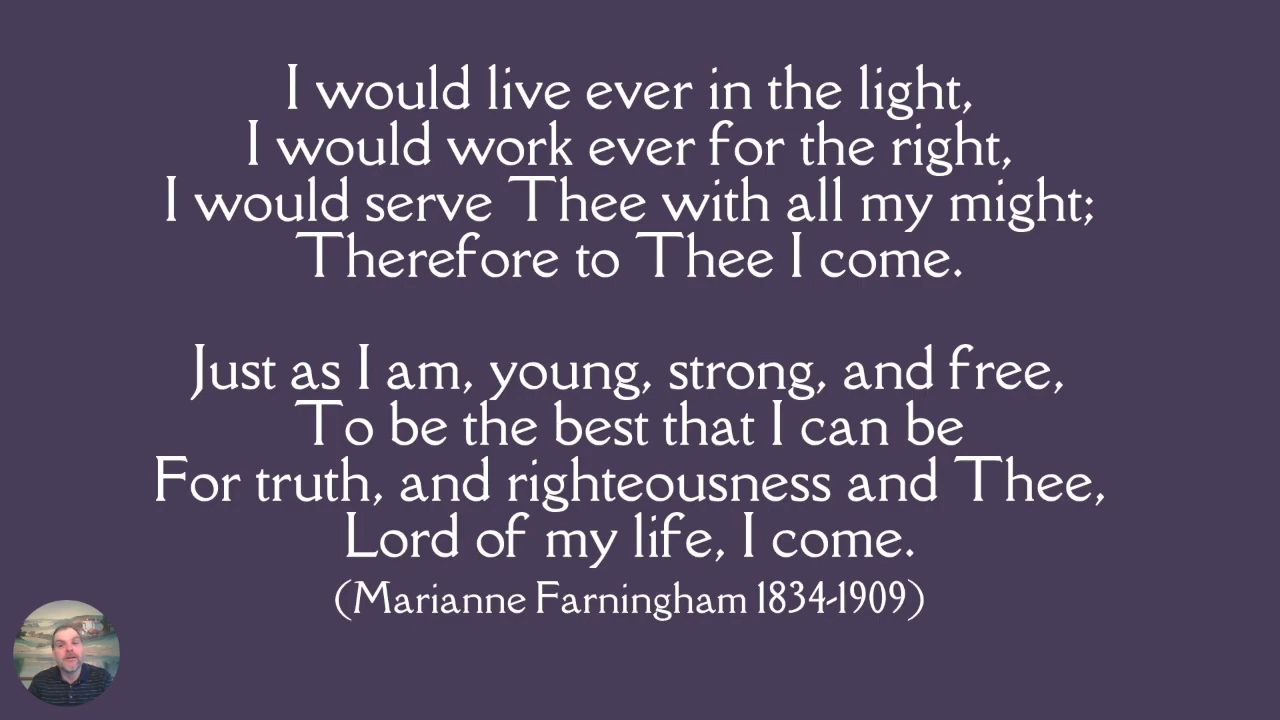 I would live ever in the light,
I would work ever for the right,
I would serve Thee with all my might;
Therefore to Thee I come.
Just as I am, young, strong, and free,
To be the best that I can be
For truth, and righteousness and Thee,
Lord of my life, I come.
(Marianne Farningham 1834-1909)